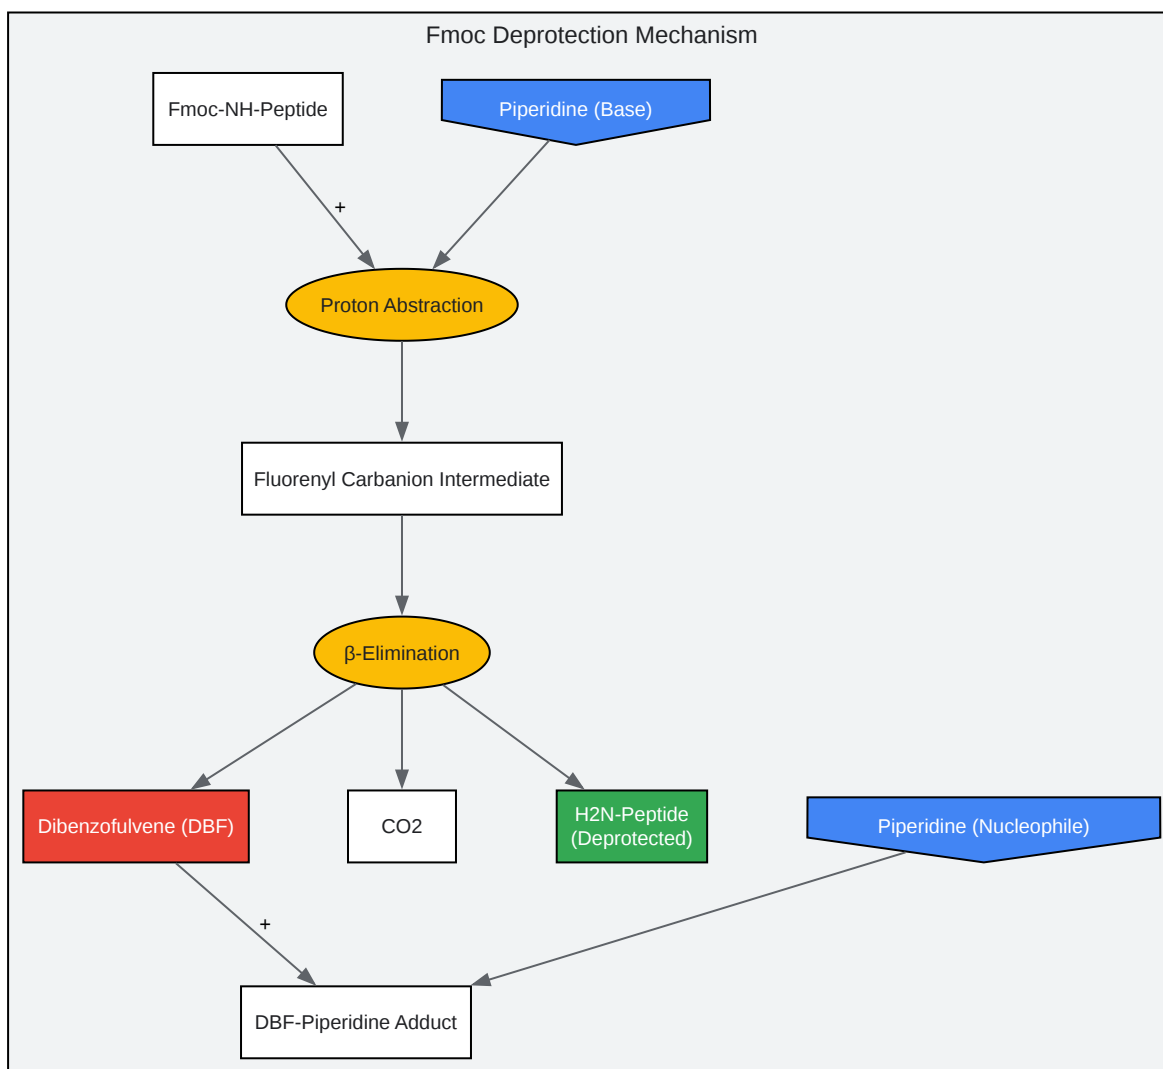 Fmoc Deprotection Mechanism
Fmoc-NH-Peptide
Piperidine (Base)
+
Proton Abstraction
Fluorenyl Carbanion Intermediate
β-Elimination
Dibenzofulvene (DBF)
CO2
H2N-Peptide
(Deprotected)
Piperidine (Nucleophile)
+
DBF-Piperidine Adduct